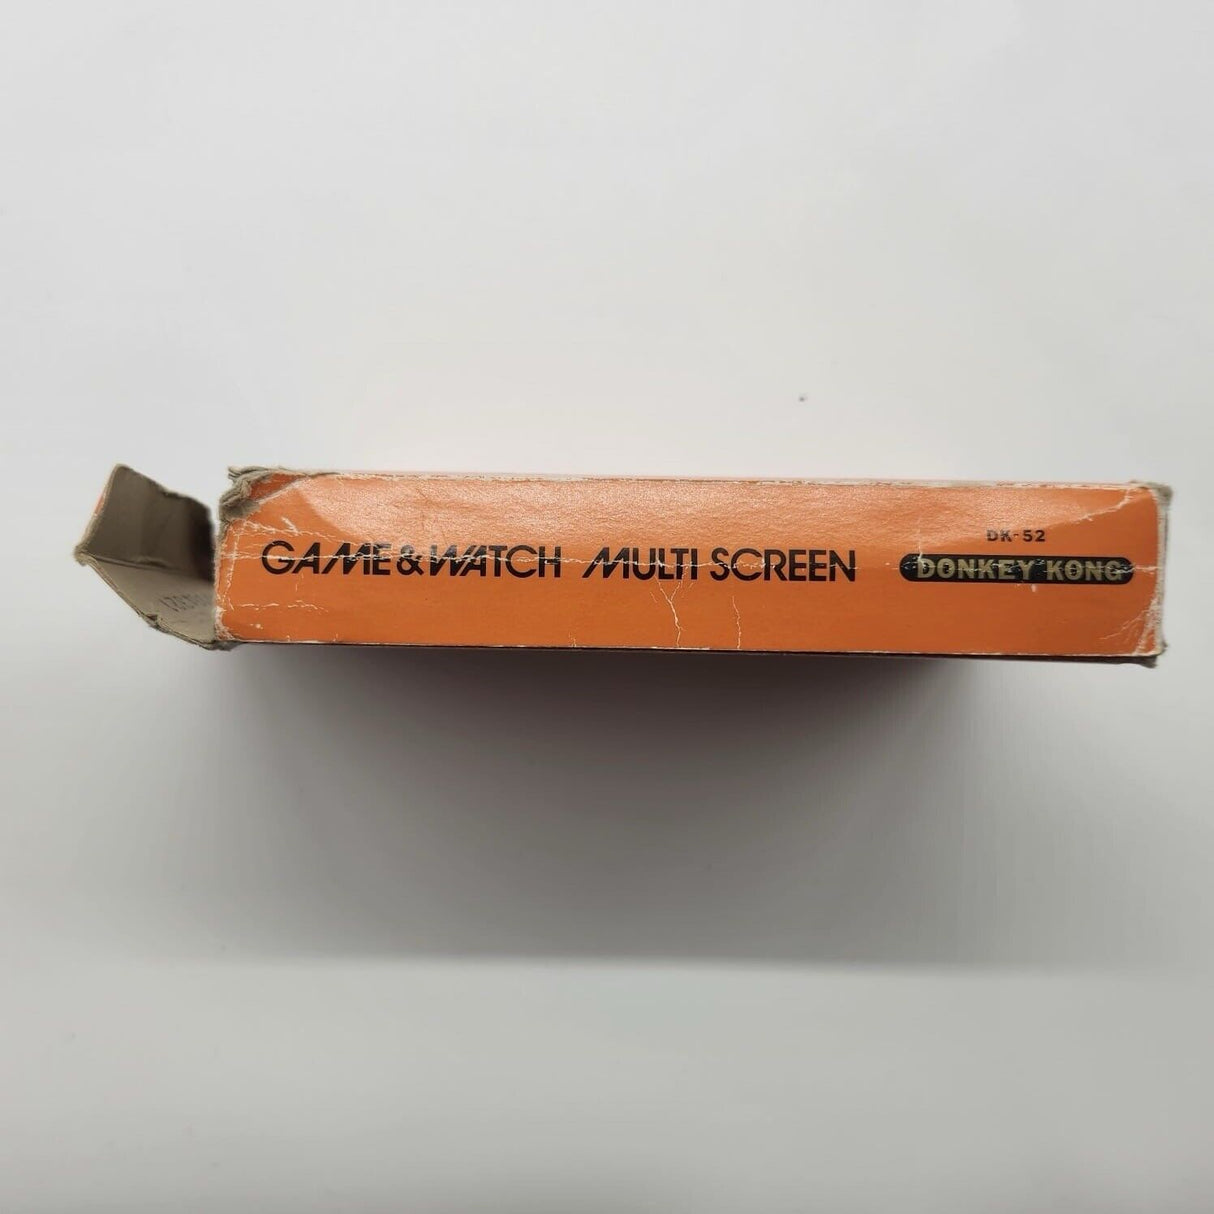 GAME & WATCH MULTI SCREEN
DK-52
DONKEY KONG